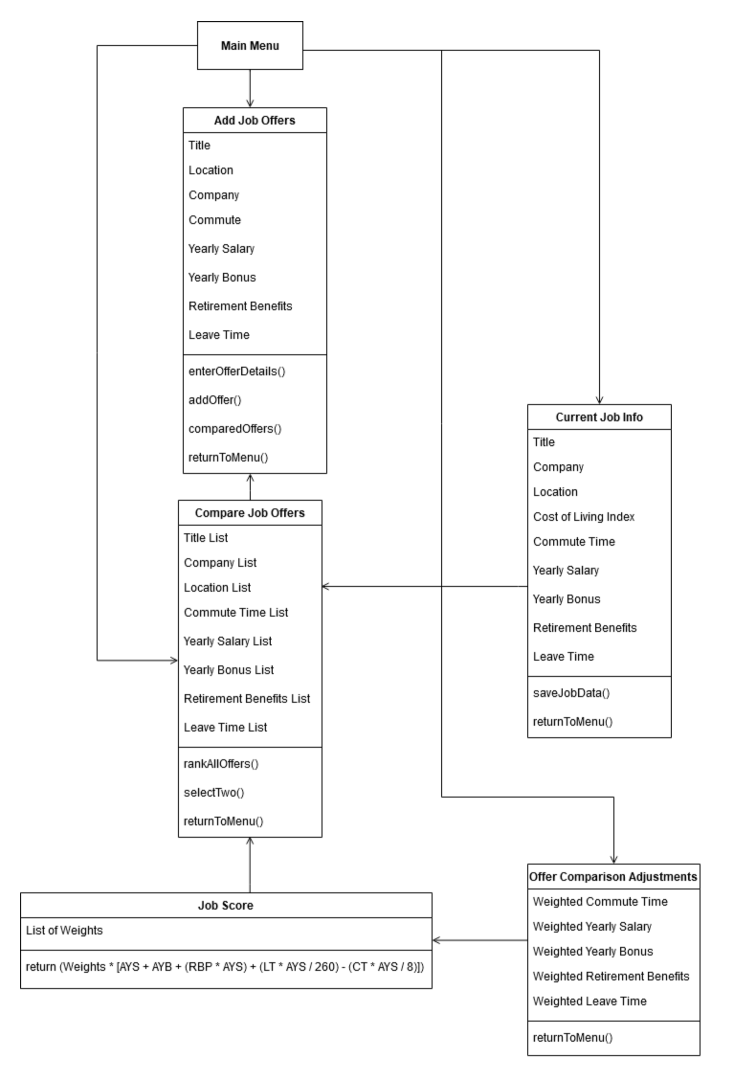 Main Menu
Add Job Offers
Title
Location
Company
Commute
Yearly Salary
Yearly Bonus
Retirement Benefits
Leave Time
enterOfferDetails()
addOffer()
comparedOffers()
returnToMenu()
Compare Job Offers
Title List
Company List
Location List
Commute Time List
Yearly Salary List
Yearly Bonus List
Retirement Benefits List
Leave Time List
rankAllOffers()
selectTwo()
returnToMenu()
Current Job Info
Title
Company
Location
Cost of Living Index
Commute Time
Yearly Salary
Yearly Bonus
Retirement Benefits
Leave Time
saveJobData()
returnToMenu()
Job Score
List of Weights
return (Weights * [AYS + AYB + (RBP * AYS) + (LT * AYS / 260) - (CT * AYS / 8)])
Offer Comparison Adjustments
Weighted Commute Time
Weighted Yearly Salary
Weighted Yearly Bonus
Weighted Retirement Benefits
Weighted Leave Time
returnToMenu()